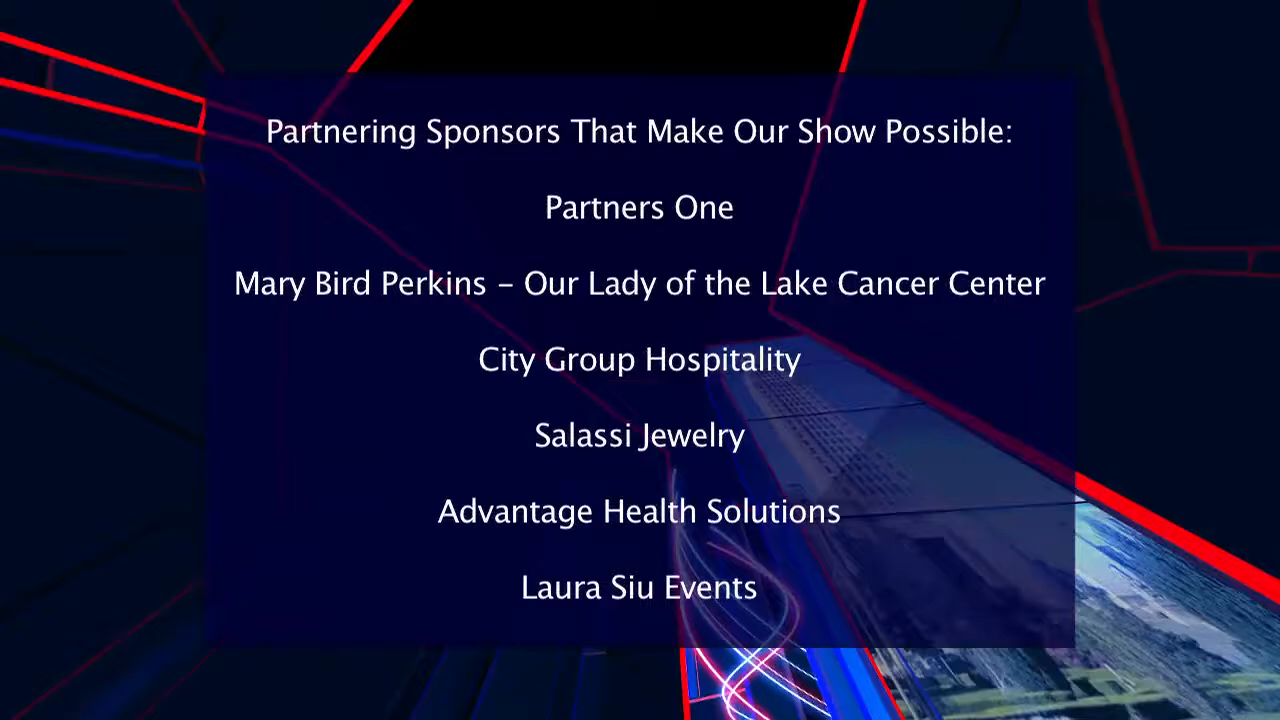 Partnering Sponsors That Make Our Show Possible:
Partners One
Mary Bird Perkins – Our Lady of the Lake Cancer Center
City Group Hospitality
Salassi Jewelry
Advantage Health Solutions
Laura Siu Events